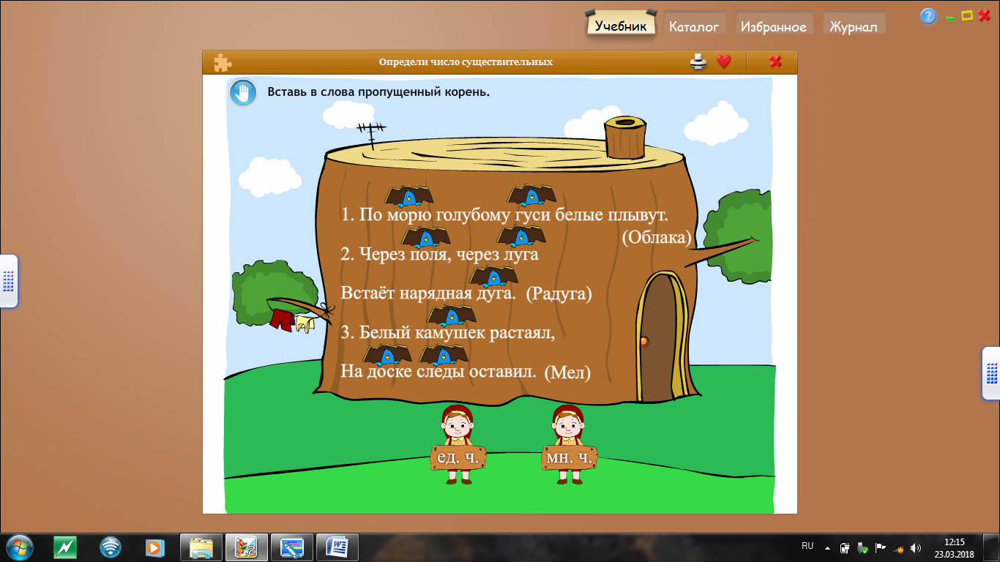 Учебник Каталог Избранное Журнал
Определи число существительных
Вставь в слова пропущенный корень.
1. По морю голубому гуси белые плывут.
(Облака)
2. Через поля, через луга
Встаёт нарядная дуга. (Радуга)
3. Белый камушек растаял,
На доске следы оставил. (Мел)
ед. ч. мн. ч.
RU 12:15
23.03.2018